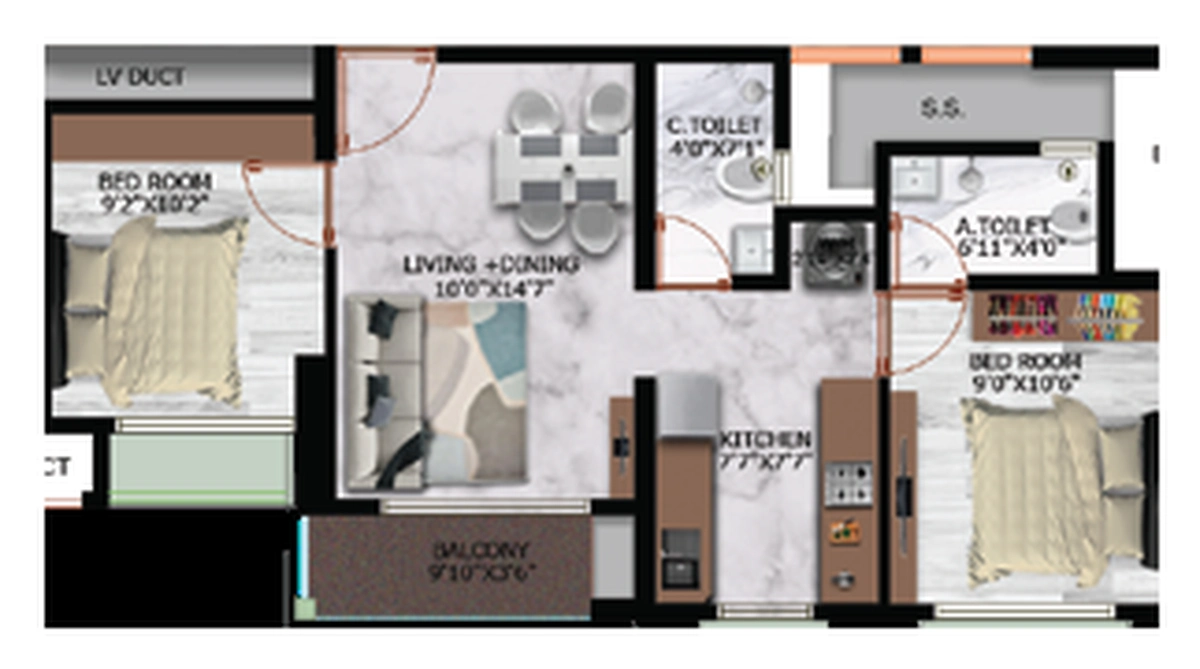 LV DUCT
S.S.
C.TOILET
4'0"X7'1"
BED ROOM
9'2"X10'2"
A.TOILET
6'11"X4'0"
LIVING +DINING
10'0"X14'7"
BED ROOM
9'0"X10'6"
KITCHEN
7'7"X7'7"
CT
BALCONY
9'10"X3'6"